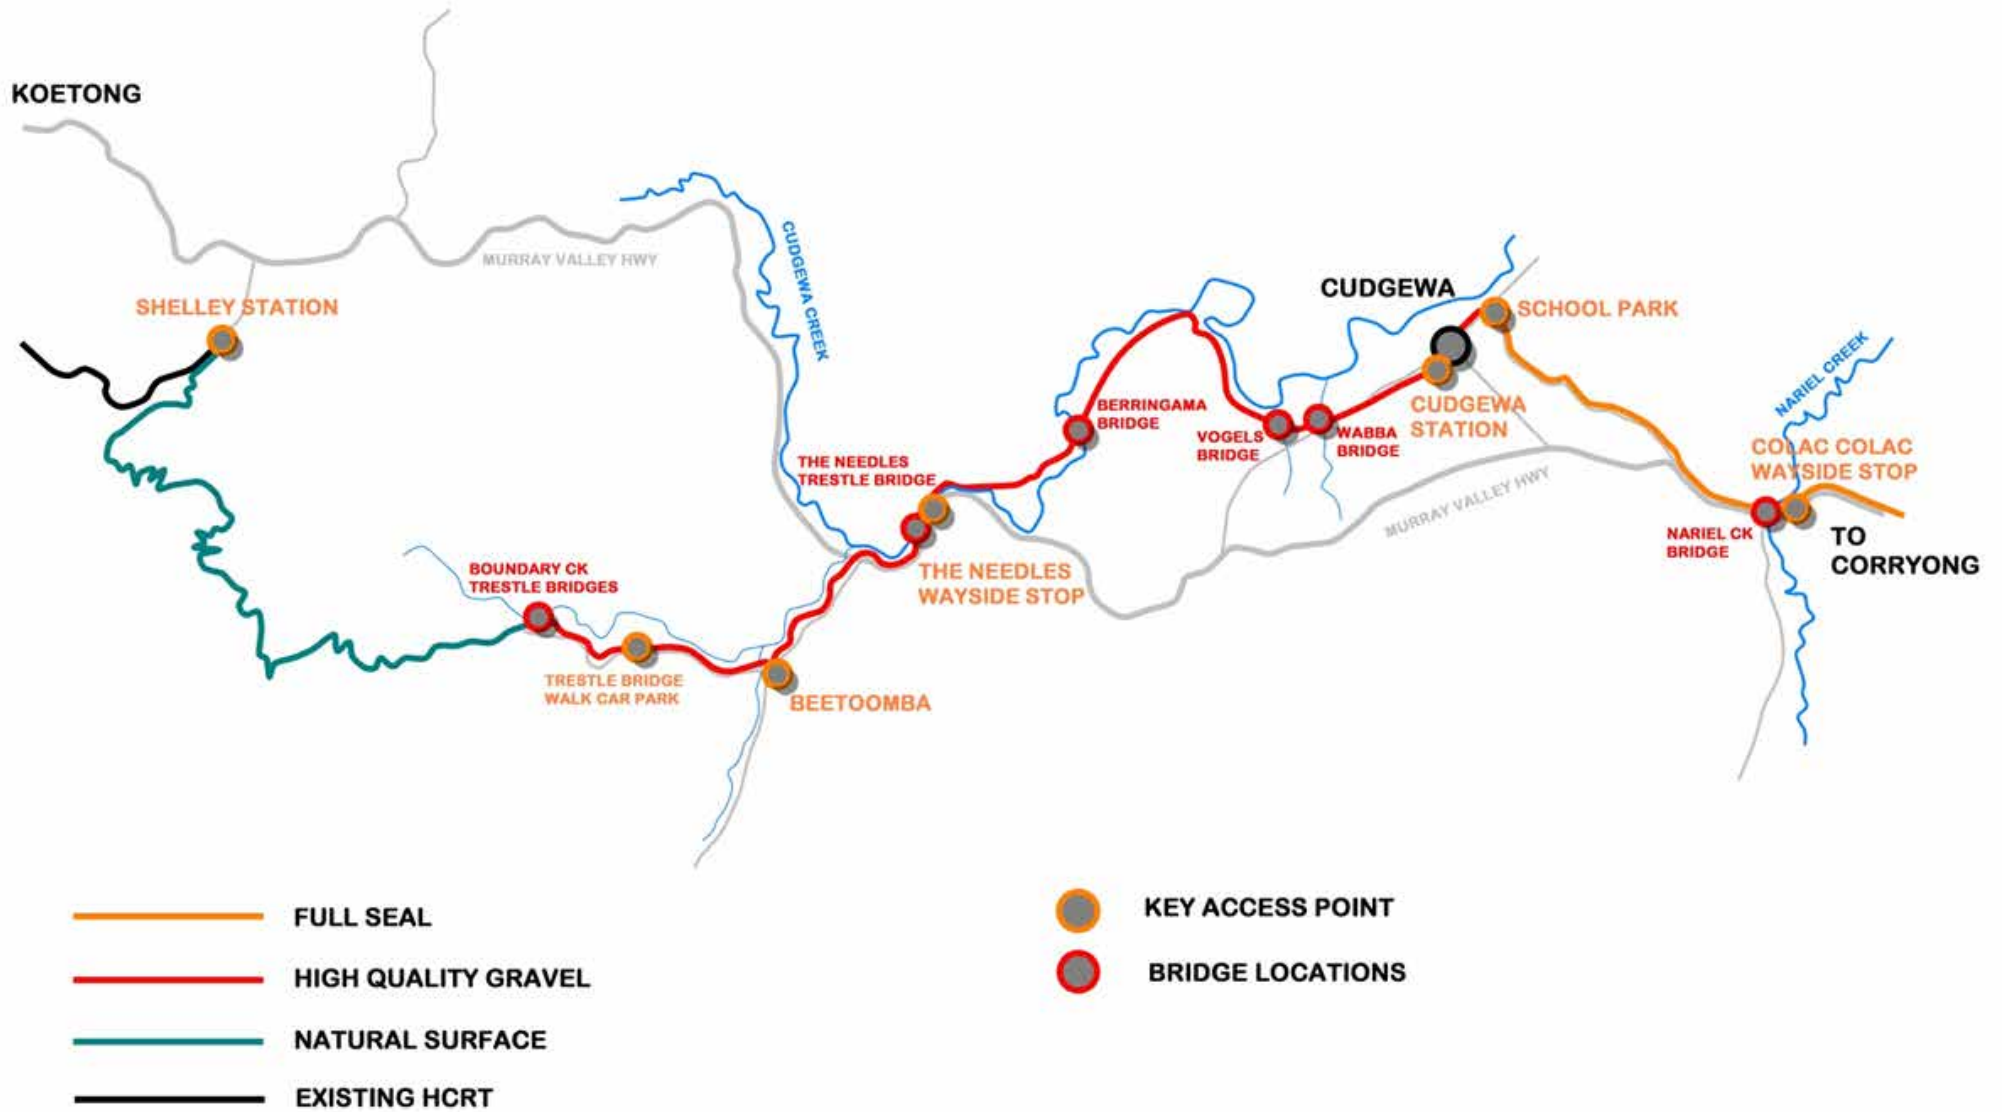 KOETONG
MURRAY VALLEY HWY
CUDGEWA CREEK
SHELLEY STATION
CUDGEWA
SCHOOL PARK
NARIEL CREEK
BERRINGAMA
BRIDGE
VOGELS
BRIDGE
WABBA
BRIDGE
CUDGEWA
STATION
COLAC COLAC
WAYSIDE STOP
THE NEEDLES
TRESTLE BRIDGE
MURRAY VALLEY HWY
NARIEL CK
BRIDGE
TO
CORRYONG
THE NEEDLES
WAYSIDE STOP
BOUNDARY CK
TRESTLE BRIDGES
TRESTLE BRIDGE
WALK CAR PARK
BEETOOMBA
FULL SEAL
HIGH QUALITY GRAVEL
NATURAL SURFACE
EXISTING HCRT
KEY ACCESS POINT
BRIDGE LOCATIONS